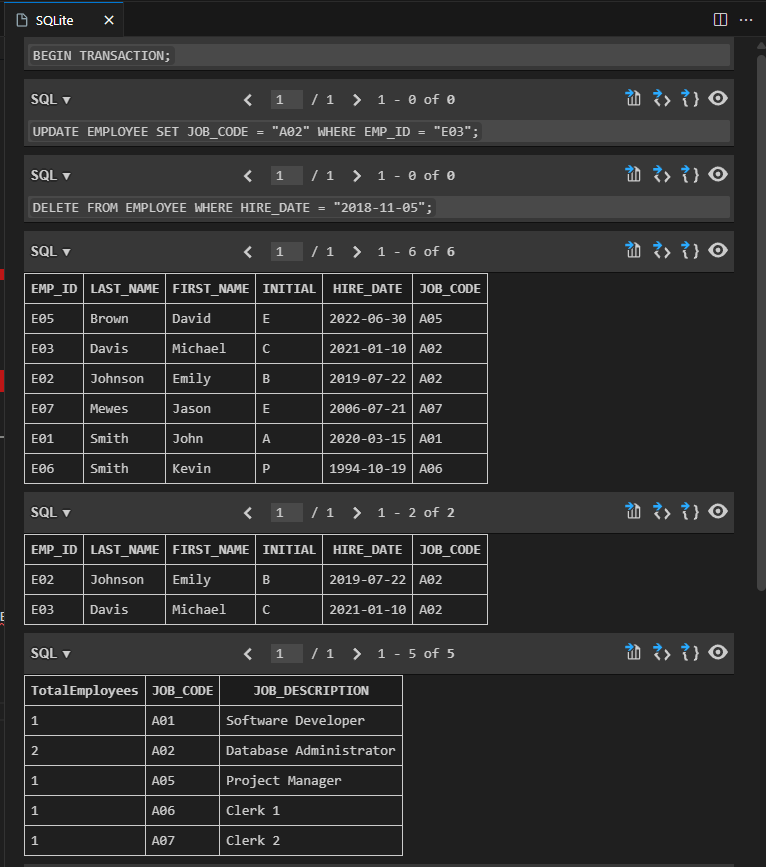 SQLite
BEGIN TRANSACTION;
SQL 1 / 1 1 - 0 of 0
UPDATE EMPLOYEE SET JOB_CODE = "A02" WHERE EMP_ID = "E03";
SQL 1 / 1 1 - 0 of 0
DELETE FROM EMPLOYEE WHERE HIRE_DATE = "2018-11-05";
SQL 1 / 1 1 - 6 of 6
EMP_ID LAST_NAME FIRST_NAME INITIAL HIRE_DATE JOB_CODE
E05 Brown David E 2022-06-30 A05
E03 Davis Michael C 2021-01-10 A02
E02 Johnson Emily B 2019-07-22 A02
E07 Mewes Jason E 2006-07-21 A07
E01 Smith John A 2020-03-15 A01
E06 Smith Kevin P 1994-10-19 A06
SQL 1 / 1 1 - 2 of 2
EMP_ID LAST_NAME FIRST_NAME INITIAL HIRE_DATE JOB_CODE
E02 Johnson Emily B 2019-07-22 A02
E03 Davis Michael C 2021-01-10 A02
SQL 1 / 1 1 - 5 of 5
TotalEmployees JOB_CODE JOB_DESCRIPTION
1 A01 Software Developer
2 A02 Database Administrator
1 A05 Project Manager
1 A06 Clerk 1
1 A07 Clerk 2